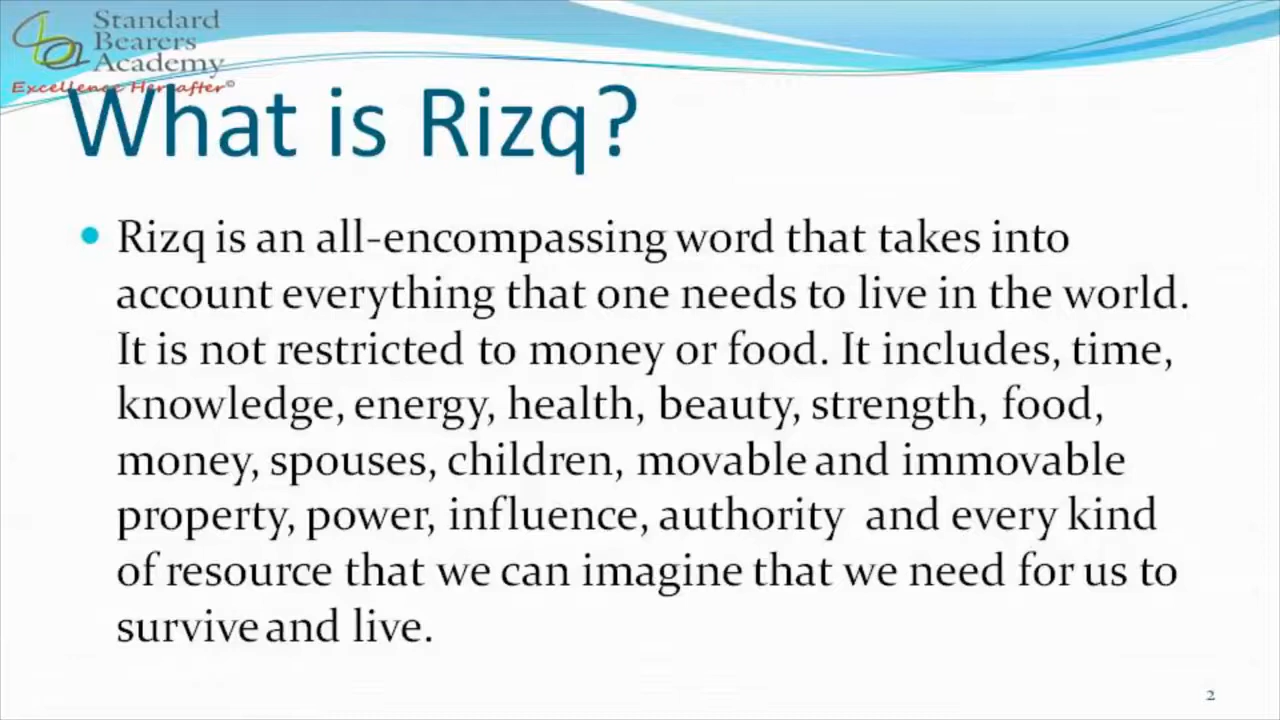 Standard
Bearers
Academy
Excellence Hereafter©
What is Rizq?
• Rizq is an all-encompassing word that takes into
account everything that one needs to live in the world.
It is not restricted to money or food. It includes, time,
knowledge, energy, health, beauty, strength, food,
money, spouses, children, movable and immovable
property, power, influence, authority and every kind
of resource that we can imagine that we need for us to
survive and live.
2